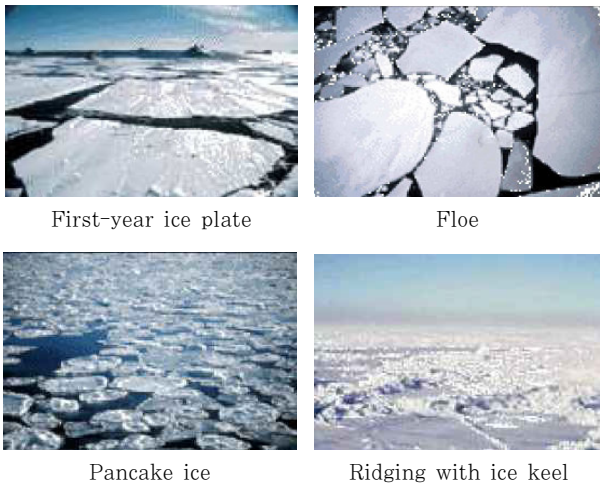 First-year ice plate
Floe
Pancake ice
Ridging with ice keel